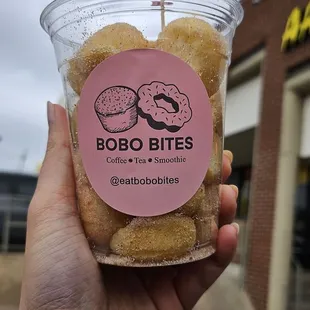 BOBO BITES
Coffee • Tea • Smoothie
@eatbobobites